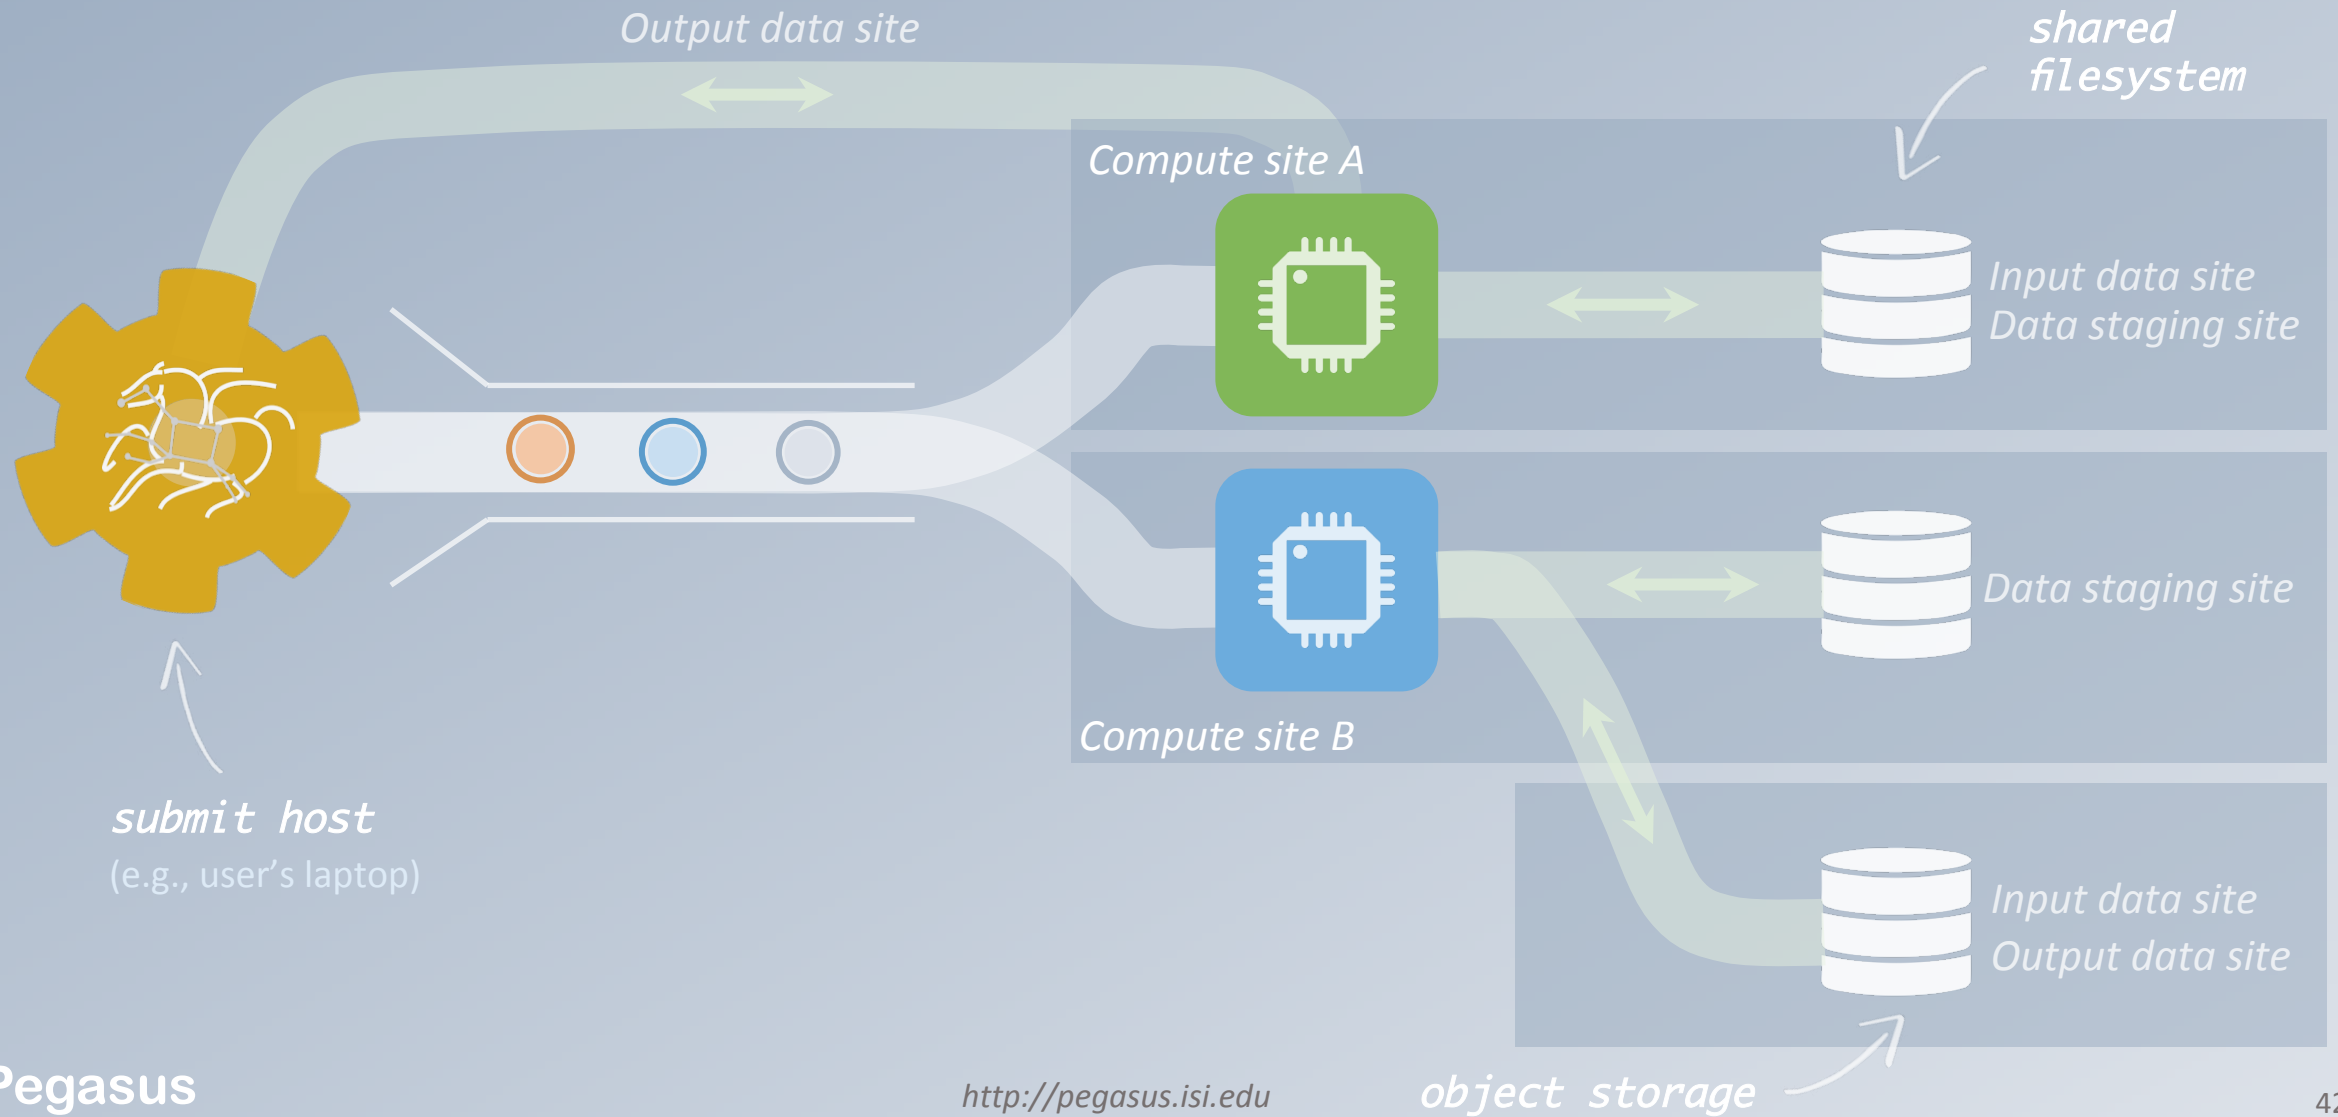 Output data site
shared
filesystem
Compute site A
Input data site
Data staging site
Data staging site
Compute site B
submit host
(e.g., user's laptop)
Input data site
Output data site
Pegasus
http://pegasus.isi.edu
object storage